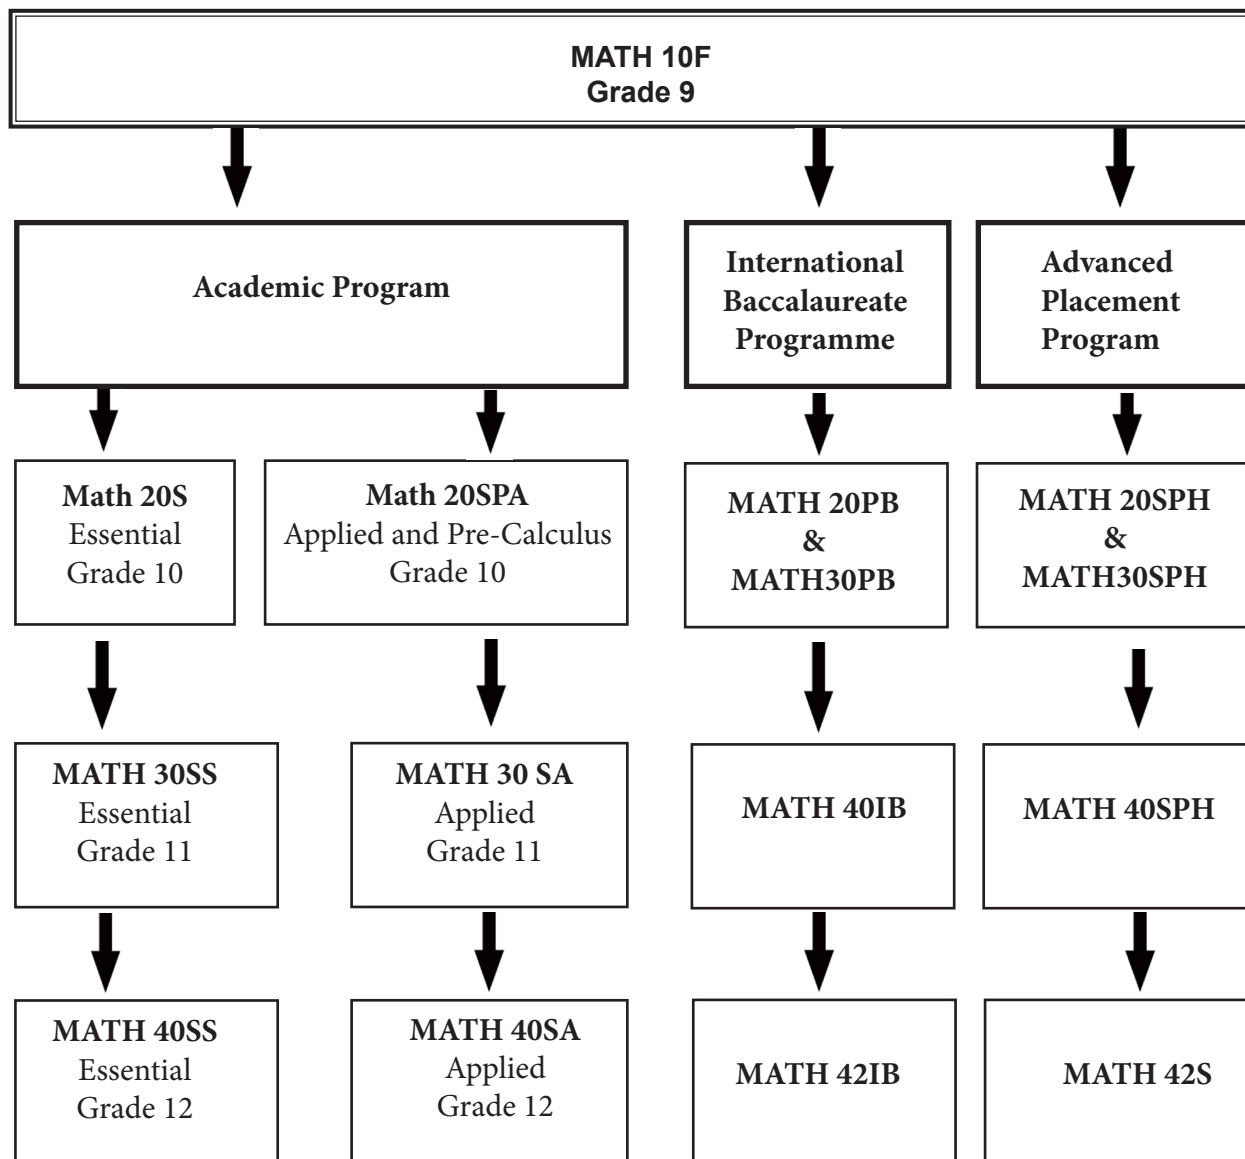 MATH 10F
Grade 9
Academic Program
International
Baccalaureate
Programme
Advanced
Placement
Program
Math 20S
Essential
Grade 10
Math 20SPA
Applied and Pre-Calculus
Grade 10
MATH 20PB
&
MATH30PB
MATH 20SPH
&
MATH30SPH
MATH 30SS
Essential
Grade 11
MATH 30 SA
Applied
Grade 11
MATH 40IB
MATH 40SPH
MATH 40SS
Essential
Grade 12
MATH 40SA
Applied
Grade 12
MATH 42IB
MATH 42S